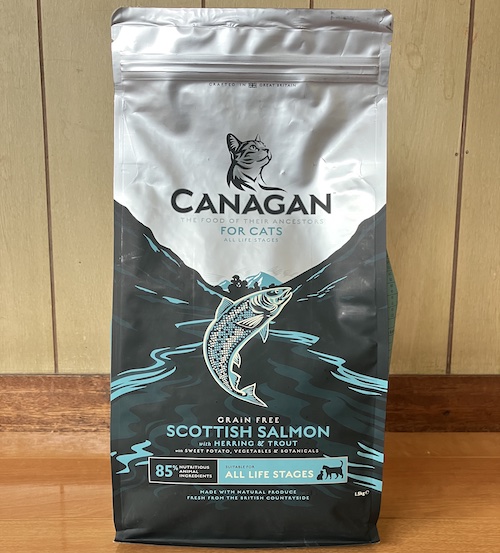 CRAFTED IN GREAT BRITAIN
CANAGAN
THE FOOD OF THEIR ANCESTORS
FOR CATS
ALL LIFE STAGES
GRAIN FREE
SCOTTISH SALMON
with HERRING & TROUT
with SWEET POTATO, VEGETABLES & BOTANICALS
85% NUTRITIOUS ANIMAL INGREDIENTS
SUITABLE FOR
ALL LIFE STAGES
MADE WITH NATURAL PRODUCE
FRESH FROM THE BRITISH COUNTRYSIDE
1.5kg℮